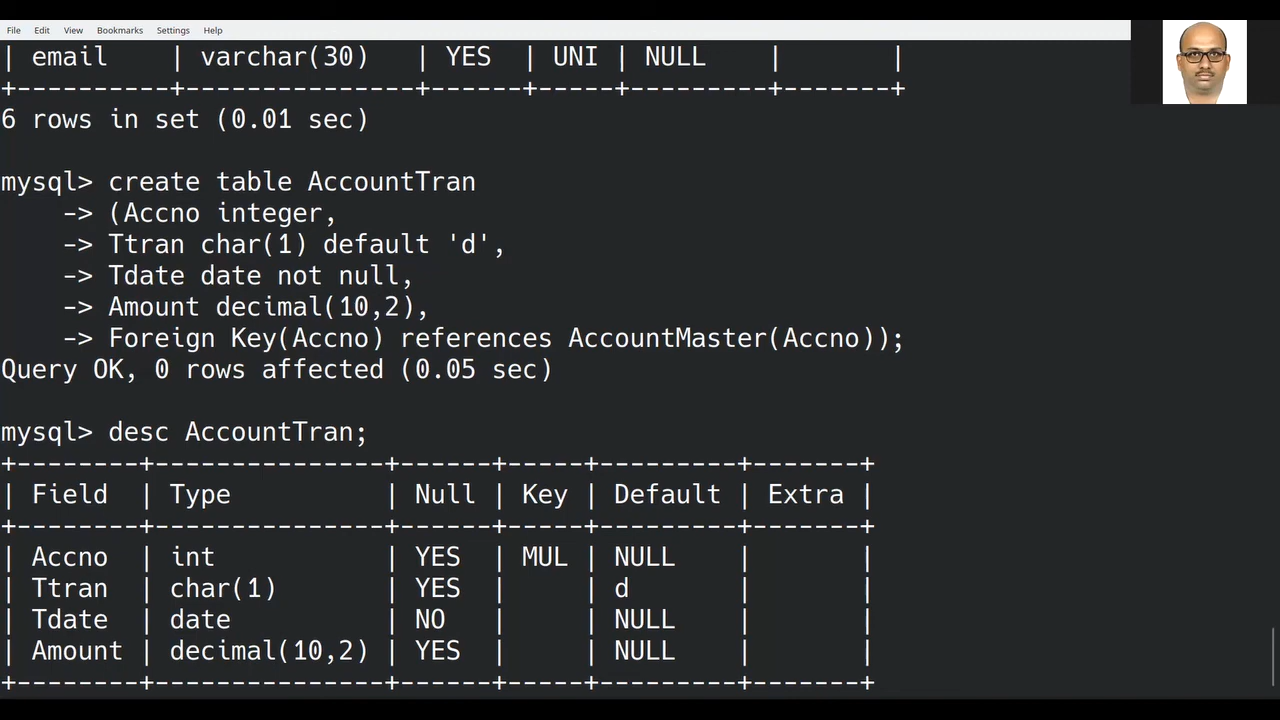 File Edit View Bookmarks Settings Help
| email | varchar(30) | YES | UNI | NULL | |
+----------+---------------+------+-----+---------+-------+
6 rows in set (0.01 sec)
mysql> create table AccountTran
-> (Accno integer,
-> Ttran char(1) default 'd',
-> Tdate date not null,
-> Amount decimal(10,2),
-> Foreign Key(Accno) references AccountMaster(Accno));
Query OK, 0 rows affected (0.05 sec)
mysql> desc AccountTran;
+--------+---------------+------+-----+---------+-------+
| Field | Type | Null | Key | Default | Extra |
+--------+---------------+------+-----+---------+-------+
| Accno | int | YES | MUL | NULL | |
| Ttran | char(1) | YES | | d | |
| Tdate | date | NO | | NULL | |
| Amount | decimal(10,2) | YES | | NULL | |
+--------+---------------+------+-----+---------+-------+